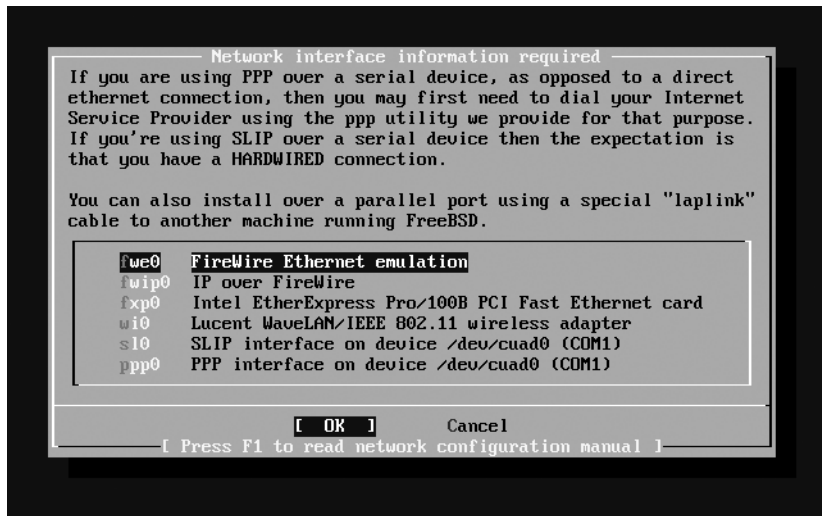 Network interface information required
If you are using PPP over a serial device, as opposed to a direct
ethernet connection, then you may first need to dial your Internet
Service Provider using the ppp utility we provide for that purpose.
If you're using SLIP over a serial device then the expectation is
that you have a HARDWIRED connection.
You can also install over a parallel port using a special "laplink"
cable to another machine running FreeBSD.
fwe0 FireWire Ethernet emulation
fwip0 IP over FireWire
fxp0 Intel EtherExpress Pro/100B PCI Fast Ethernet card
wi0 Lucent WaveLAN/IEEE 802.11 wireless adapter
sl0 SLIP interface on device /dev/cuad0 (COM1)
ppp0 PPP interface on device /dev/cuad0 (COM1)
[ OK ] Cancel
[ Press F1 to read network configuration manual ]